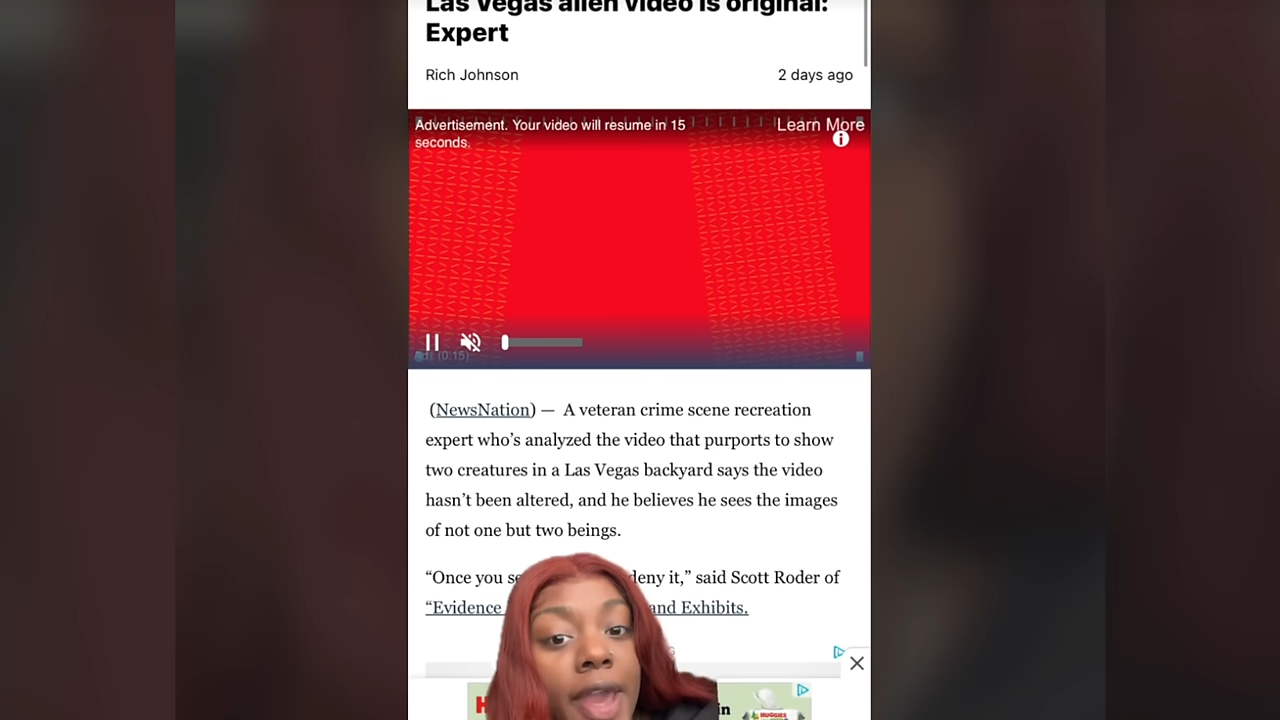 Las Vegas alien video is original:
Expert
Rich Johnson
2 days ago
Advertisement. Your video will resume in 15
seconds.
Learn More
(0:15)
(NewsNation) — A veteran crime scene recreation
expert who's analyzed the video that purports to show
two creatures in a Las Vegas backyard says the video
hasn't been altered, and he believes he sees the images
of not one but two beings.
“Once you deny it,” said Scott Roder of
“Evidence and Exhibits.
HUGGIES